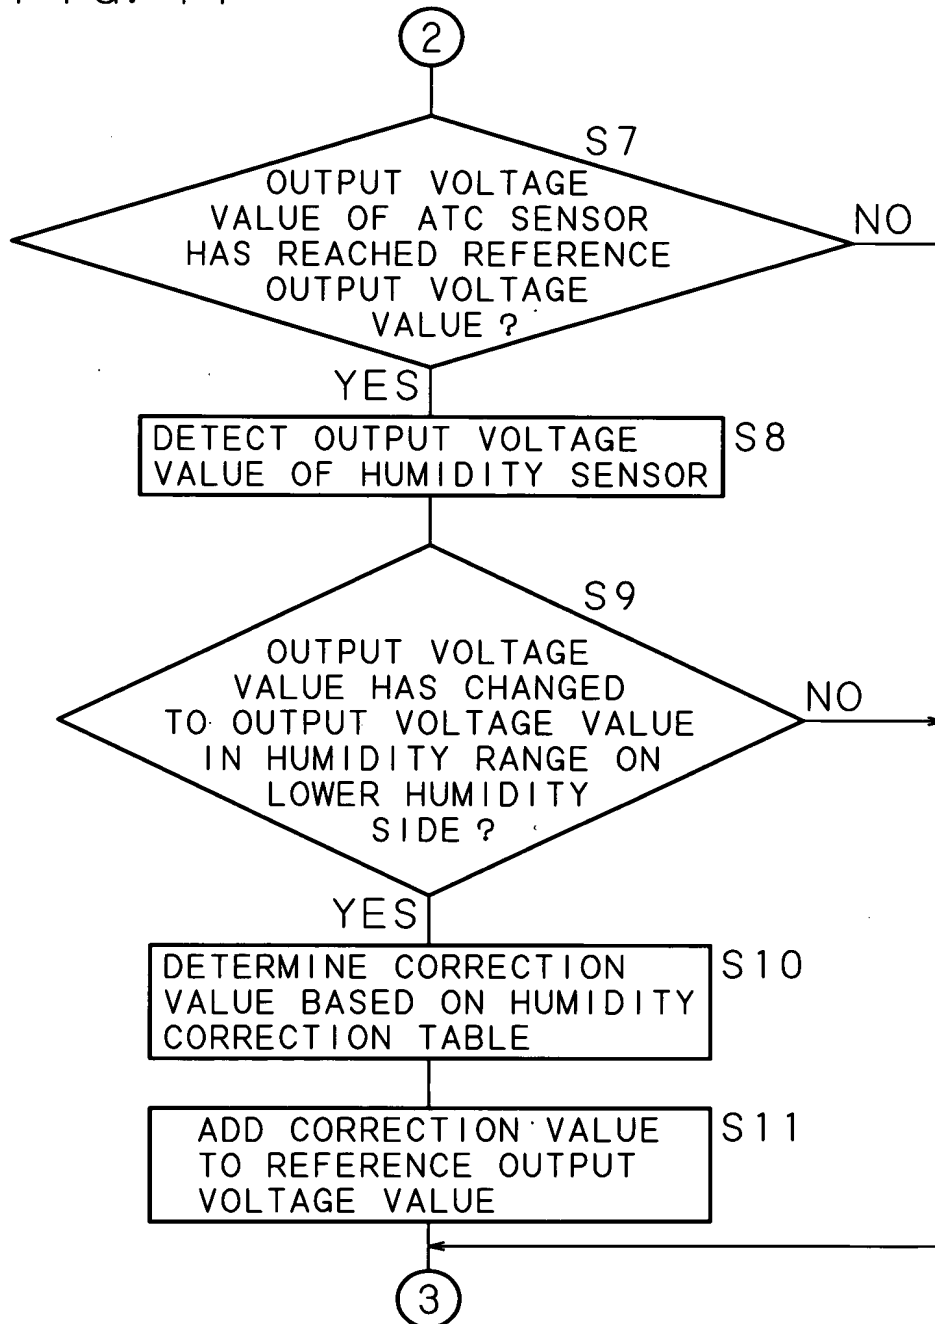 2
S7
OUTPUT VOLTAGE
VALUE OF ATC SENSOR
HAS REACHED REFERENCE
OUTPUT VOLTAGE
VALUE?
NO
YES
DETECT OUTPUT VOLTAGE
VALUE OF HUMIDITY SENSOR
S8
S9
OUTPUT VOLTAGE
VALUE HAS CHANGED
TO OUTPUT VOLTAGE VALUE
IN HUMIDITY RANGE ON
LOWER HUMIDITY
SIDE?
NO
YES
DETERMINE CORRECTION
VALUE BASED ON HUMIDITY
CORRECTION TABLE
S10
ADD CORRECTION VALUE
TO REFERENCE OUTPUT
VOLTAGE VALUE
S11
3